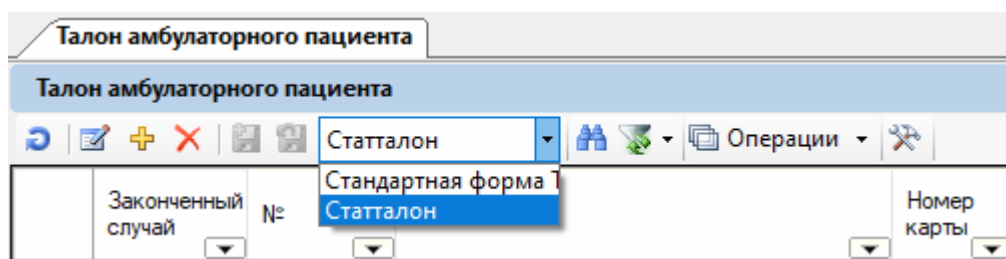 Талон амбулаторного пациента
Талон амбулаторного пациента
Статталон
Операции
Стандартная форма Т
Статталон
Законченный
случай
№
Номер
карты